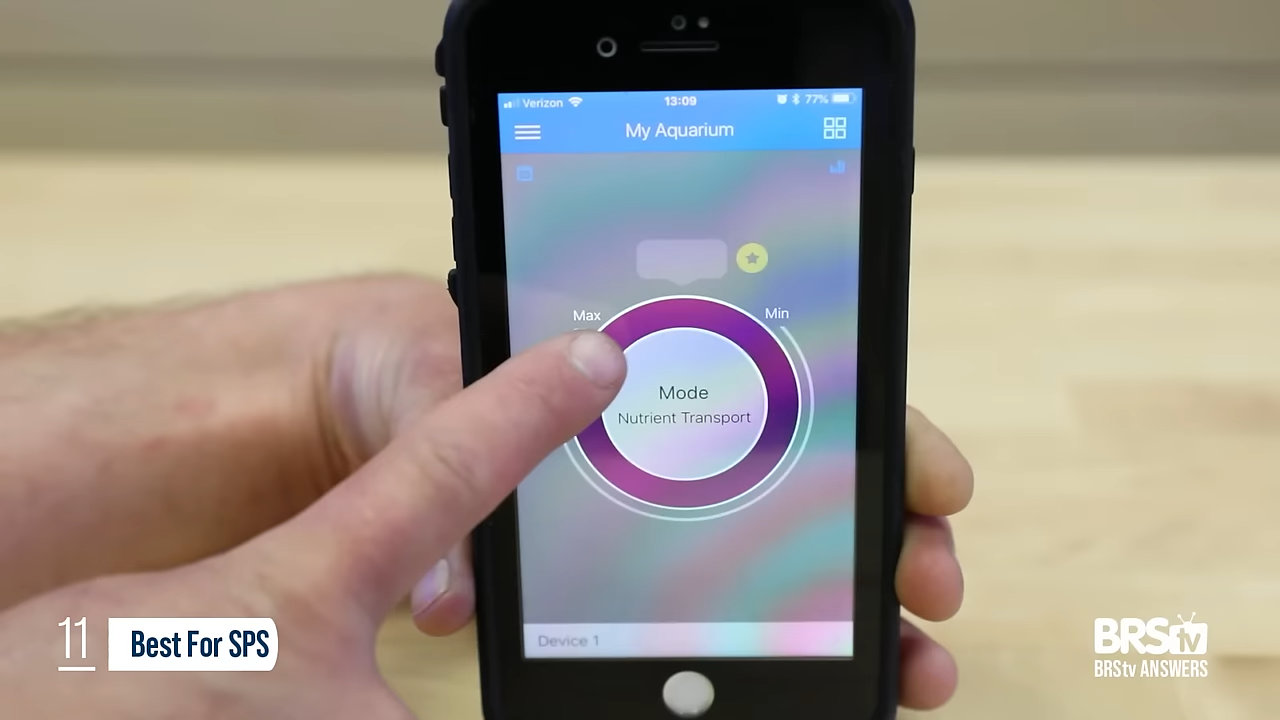 Verizon 13:09 77%
My Aquarium
Max Min
Mode
Nutrient Transport
Device 1
11 Best For SPS
BRStv
BRStv ANSWERS